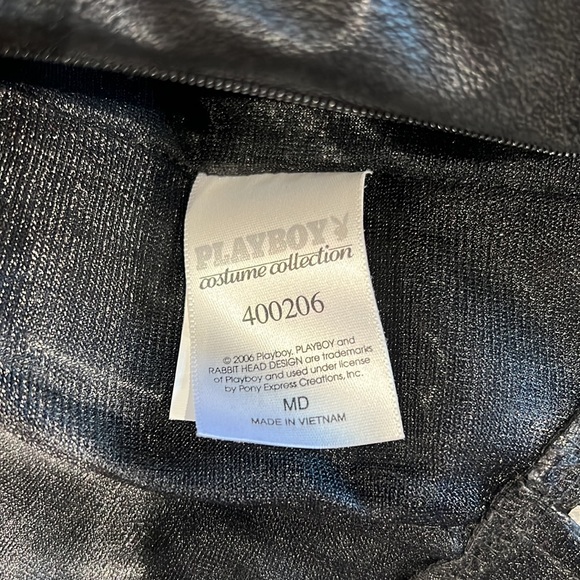 PLAYBOY
costume collection
400206
© 2006 Playboy. PLAYBOY and
RABBIT HEAD DESIGN are trademarks
of Playboy and used under license
by Pony Express Creations, Inc.
MD
MADE IN VIETNAM